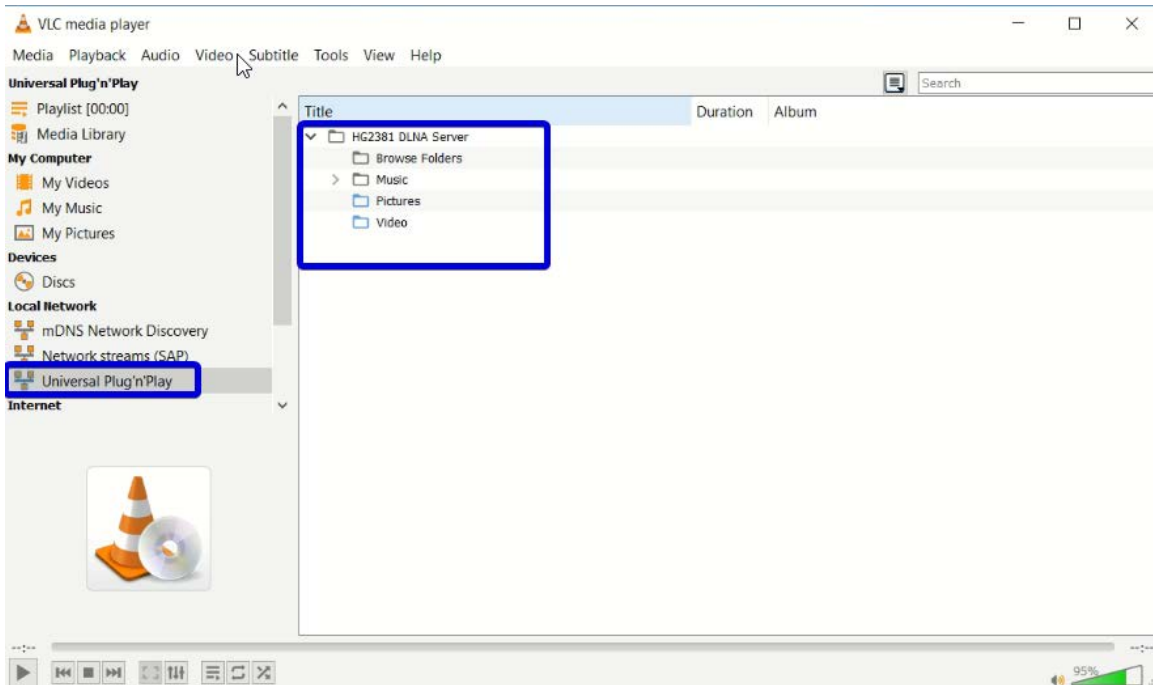 VLC media player
Media Playback Audio Video Subtitle Tools View Help
Universal Plug'n'Play
Search
Playlist [00:00]
Media Library
My Computer
My Videos
My Music
My Pictures
Devices
Discs
Local Network
mDNS Network Discovery
Network streams (SAP)
Universal Plug'n'Play
Internet
Title Duration Album
HG2381 DLNA Server
Browse Folders
Music
Pictures
Video
--:-- --:--
95%